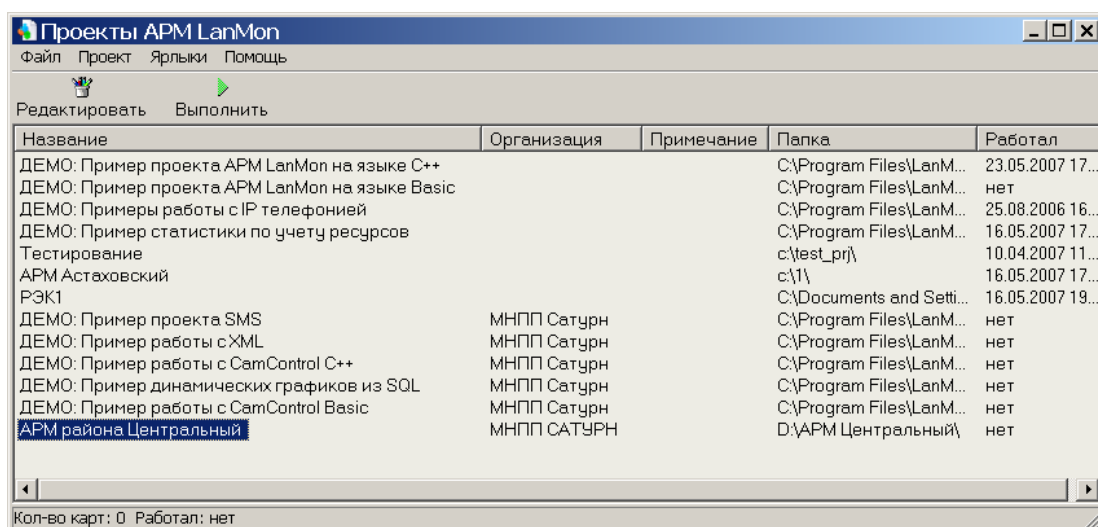 Проекты АРМ LanMon
Файл Проект Ярлыки Помощь
Редактировать Выполнить
Название Организация Примечание Папка Работал
ДЕМО: Пример проекта АРМ LanMon на языке C++ C:\Program Files\LanM... 23.05.2007 17...
ДЕМО: Пример проекта АРМ LanMon на языке Basic C:\Program Files\LanM... нет
ДЕМО: Примеры работы с IP телефонией C:\Program Files\LanM... 25.08.2006 16...
ДЕМО: Пример статистики по учету ресурсов C:\Program Files\LanM... 16.05.2007 17...
Тестирование c:\test_prj\ 10.04.2007 11...
АРМ Астаховский c:\1\ 16.05.2007 17...
РЭК1 C:\Documents and Setti... 16.05.2007 19...
ДЕМО: Пример проекта SMS МНПП Сатурн C:\Program Files\LanM... нет
ДЕМО: Пример работы с XML МНПП Сатурн C:\Program Files\LanM... нет
ДЕМО: Пример работы с CamControl C++ МНПП Сатурн C:\Program Files\LanM... нет
ДЕМО: Пример динамических графиков из SQL МНПП Сатурн C:\Program Files\LanM... нет
ДЕМО: Пример работы с CamControl Basic МНПП Сатурн C:\Program Files\LanM... нет
АРМ района Центральный МНПП САТУРН D:\АРМ Центральный\ нет
Кол-во карт: 0 Работал: нет